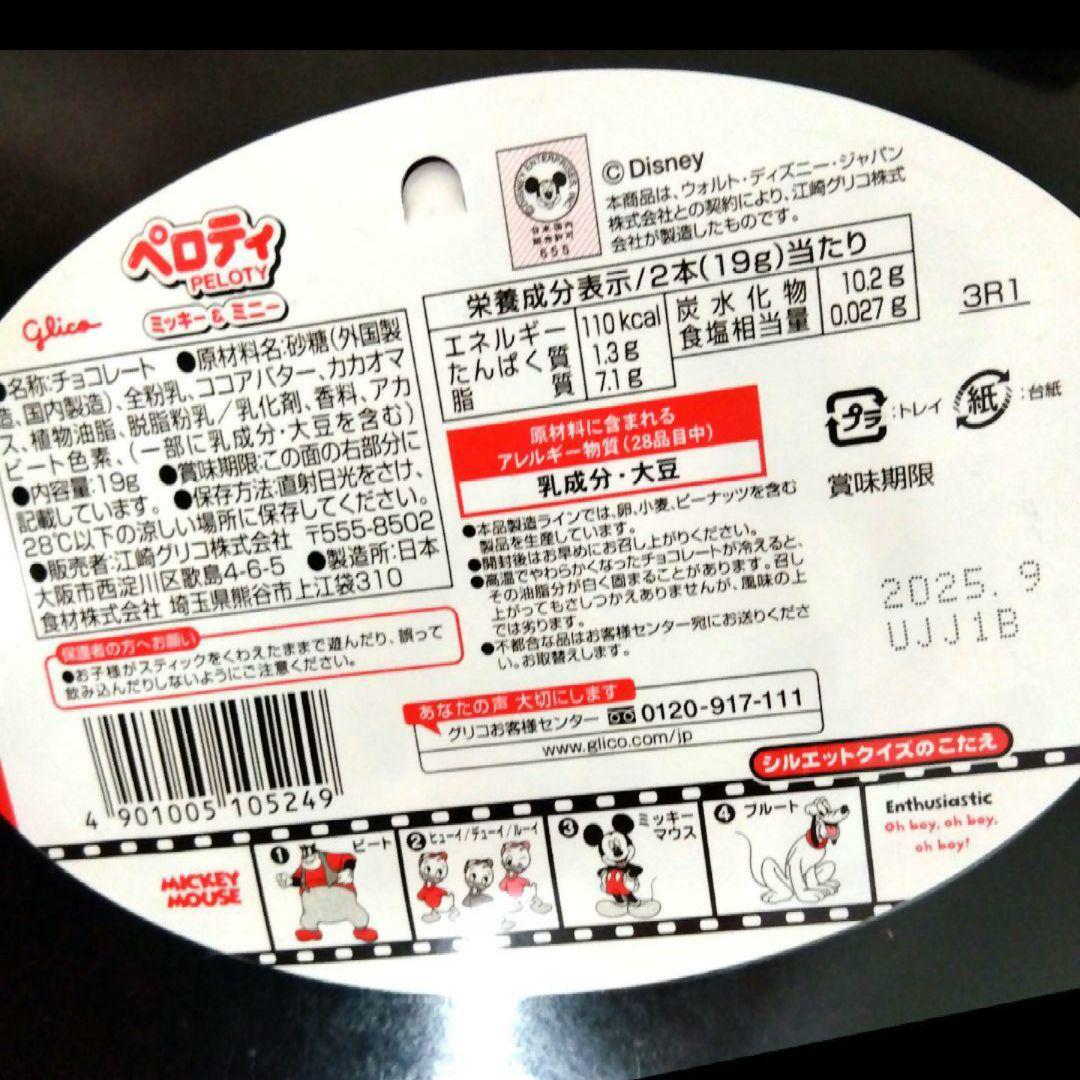 ペロティ
PELOTY
ミッキー & ミニー
glico
●名称:チョコレート ●原材料名:砂糖(外国製
造、国内製造)、全粉乳、ココアバター、カカオマ
ス、植物油脂、脱脂粉乳/乳化剤、香料、アカ
ビート色素、(一部に乳成分・大豆を含む)
●内容量:19g ●賞味期限:この面の右部分に
記載しています。 ●保存方法:直射日光をさけ、
28℃以下の涼しい場所に保存してください。
●販売者:江崎グリコ株式会社 〒555-8502
大阪市西淀川区歌島4-6-5 ●製造所:日本
食材株式会社 埼玉県熊谷市上江袋310
保護者の方へお願い
●お子様がスティックをくわえたままで遊んだり、誤って
飲み込んだりしないようにご注意ください。
4 901005 105249
DISNEY ENTERPRISES INC
日本国内
販売許可
655
© Disney
本商品は、ウォルト・ディズニー・ジャパン
株式会社との契約により、江崎グリコ株式
会社が製造したものです。
栄養成分表示/2本(19g)当たり
エネルギー 110kcal 炭水化物 10.2g
たんぱく質 1.3g 食塩相当量 0.027g
脂質 7.1g
3R1
原材料に含まれる
アレルギー物質(28品目中)
乳成分・大豆
プラ :トレイ 紙 :台紙
賞味期限
2025. 9
UJJ1B
●本品製造ラインでは、卵、小麦、ピーナッツを含む
製品を生産しています。
●開封後はお早めにお召し上がりください。
●高温でやわらかくなったチョコレートが冷えると、
その油脂分が白く固まることがあります。召し
上がってもさしつかえありませんが、風味の上
では劣ります。
●不都合な品はお客様センター宛にお送りくださ
い。お取替えします。
あなたの声 大切にします
グリコお客様センター 0120-917-111
www.glico.com/jp
シルエットクイズのこたえ
MICKEY
MOUSE
1 ピート
2 ヒューイ/デューイ/ルーイ
3 ミッキー
マウス
4 プルート
Enthusiastic
Oh boy, oh boy,
oh boy!